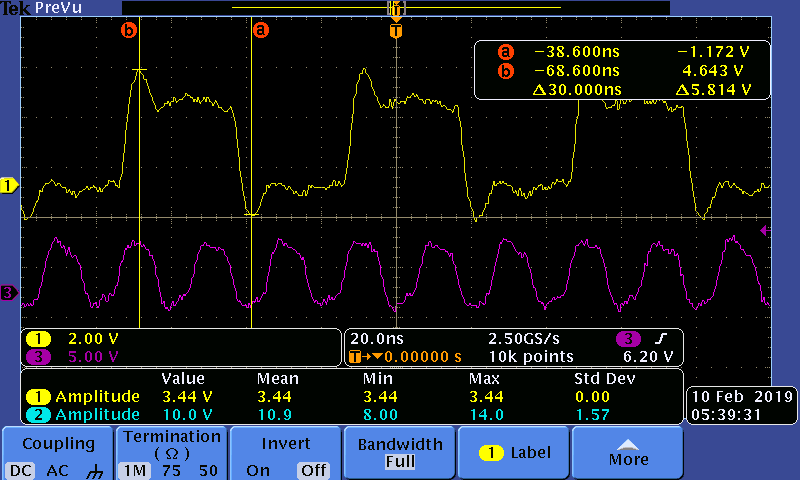 Tek PreVu
T
b a
T
a −38.600ns −1.172 V
b −68.600ns 4.643 V
Δ30.000ns Δ5.814 V
1
3
1 2.00 V
3 5.00 V
20.0ns 2.50GS/s 3
T→▼0.00000 s 10k points 6.20 V
Value Mean Min Max Std Dev
1 Amplitude 3.44 V 3.44 3.44 3.44 0.00
2 Amplitude 10.0 V 10.9 8.00 14.0 1.57
10 Feb 2019
05:39:31
Coupling
DC AC
Termination
(Ω)
1M 75 50
Invert
On Off
Bandwidth
Full
1 Label
More